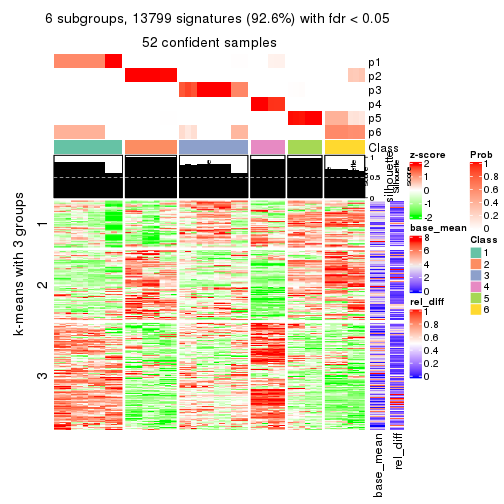 6 subgroups, 13799 signatures (92.6%) with fdr < 0.05
52 confident samples
p1
p2
p3
p4
p5
p6
Class
1
0.5
0
silhouette
Silhouette
score
k-means with 3 groups
1
2
3
base_mean
rel_diff
z-score
2
1
0
-1
-2
base_mean
8
6
4
2
0
rel_diff
1
0.8
0.6
0.4
0.2
0
Prob
1
0.8
0.6
0.4
0.2
0
Class
1
2
3
4
5
6